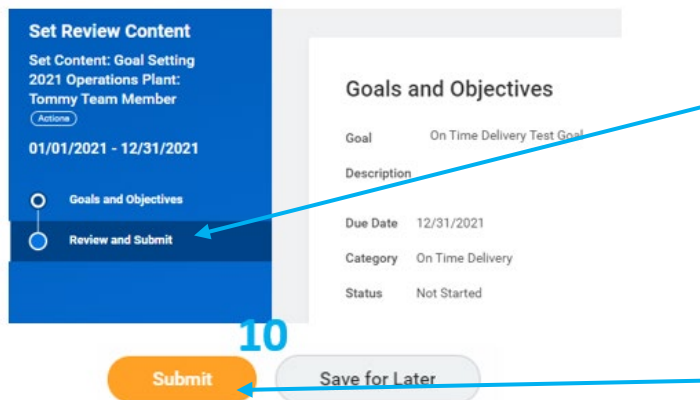 Set Review Content
Set Content: Goal Setting
2021 Operations Plant:
Tommy Team Member
Actions
01/01/2021 - 12/31/2021
Goals and Objectives
Review and Submit
Goals and Objectives
Goal On Time Delivery Test Goal
Description
Due Date 12/31/2021
Category On Time Delivery
Status Not Started
10
Submit Save for Later